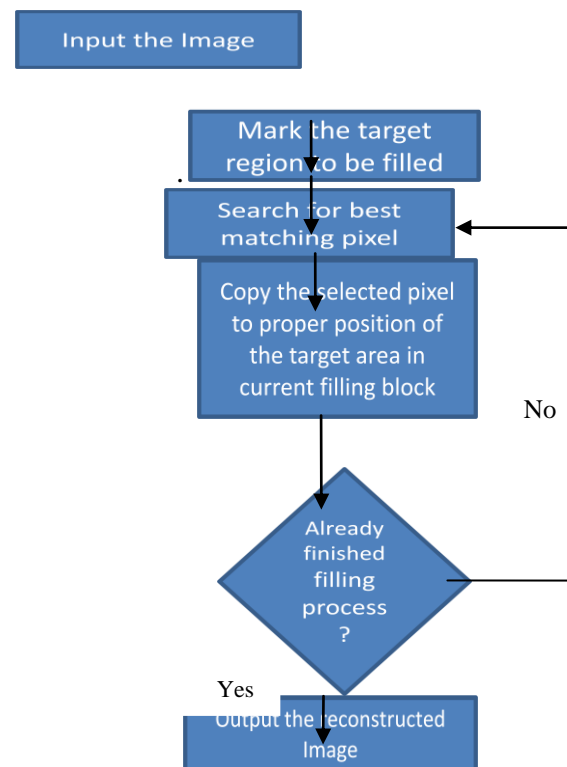 Input the Image
Mark the target
region to be filled
.
Search for best
matching pixel
Copy the selected pixel
to proper position of
the target area in
current filling block
No
Already
finished
filling
process
?
Yes
Output the reconstructed
Image